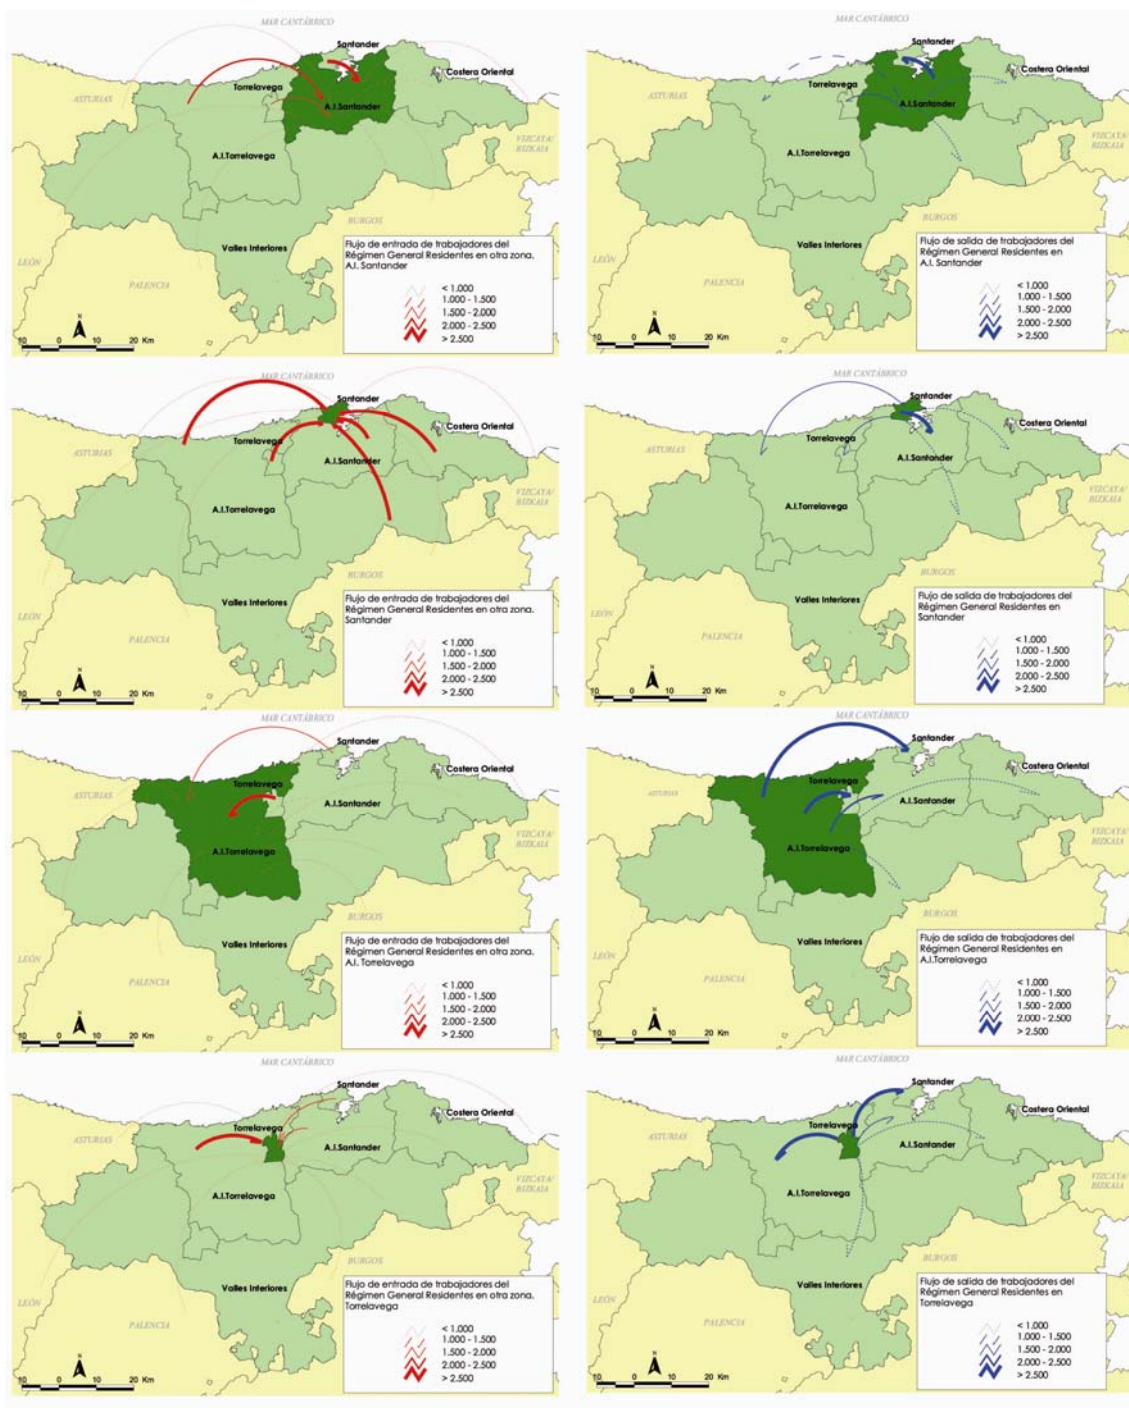 MAR CANTÁBRICO
Santander
Costera Oriental
Torrelavega
ASTURIAS
A.I.Santander
VIZCAYA/
BIZKAIA
A.I.Torrelavega
BURGOS
Valles Interiores
LEÓN
PALENCIA
Flujo de entrada de trabajadores del
Régimen General Residentes en otra zona.
A.I. Santander
< 1.000
1.000 - 1.500
1.500 - 2.000
2.000 - 2.500
> 2.500
N
10 0 10 20 Km
MAR CANTÁBRICO
Santander
Costera Oriental
Torrelavega
ASTURIAS
A.I.Santander
VIZCAYA/
BIZKAIA
A.I.Torrelavega
BURGOS
Valles Interiores
LEÓN
PALENCIA
Flujo de salida de trabajadores del
Régimen General Residentes en
A.I. Santander
< 1.000
1.000 - 1.500
1.500 - 2.000
2.000 - 2.500
> 2.500
N
10 0 10 20 Km
MAR CANTÁBRICO
Santander
Costera Oriental
Torrelavega
ASTURIAS
A.I.Santander
VIZCAYA/
BIZKAIA
A.I.Torrelavega
BURGOS
Valles Interiores
LEÓN
PALENCIA
Flujo de entrada de trabajadores del
Régimen General Residentes en otra zona.
Santander
< 1.000
1.000 - 1.500
1.500 - 2.000
2.000 - 2.500
> 2.500
N
10 0 10 20 Km
MAR CANTÁBRICO
Santander
Costera Oriental
Torrelavega
ASTURIAS
A.I.Santander
VIZCAYA/
BIZKAIA
A.I.Torrelavega
BURGOS
Valles Interiores
LEÓN
PALENCIA
Flujo de salida de trabajadores del
Régimen General Residentes en
Santander
< 1.000
1.000 - 1.500
1.500 - 2.000
2.000 - 2.500
> 2.500
N
10 0 10 20 Km
MAR CANTÁBRICO
Santander
Costera Oriental
Torrelavega
ASTURIAS
A.I.Santander
VIZCAYA/
BIZKAIA
A.I.Torrelavega
BURGOS
Valles Interiores
LEÓN
PALENCIA
Flujo de entrada de trabajadores del
Régimen General Residentes en otra zona.
A.I. Torrelavega
< 1.000
1.000 - 1.500
1.500 - 2.000
2.000 - 2.500
> 2.500
N
10 0 10 20 Km
MAR CANTÁBRICO
Santander
Costera Oriental
Torrelavega
ASTURIAS
A.I.Santander
VIZCAYA/
BIZKAIA
A.I.Torrelavega
BURGOS
Valles Interiores
LEÓN
PALENCIA
Flujo de salida de trabajadores del
Régimen General Residentes en
A.I.Torrelavega
< 1.000
1.000 - 1.500
1.500 - 2.000
2.000 - 2.500
> 2.500
N
10 0 10 20 Km
MAR CANTÁBRICO
Santander
Costera Oriental
Torrelavega
ASTURIAS
A.I.Santander
VIZCAYA/
BIZKAIA
A.I.Torrelavega
BURGOS
Valles Interiores
LEÓN
PALENCIA
Flujo de entrada de trabajadores del
Régimen General Residentes en otra zona.
Torrelavega
< 1.000
1.000 - 1.500
1.500 - 2.000
2.000 - 2.500
> 2.500
N
10 0 10 20 Km
MAR CANTÁBRICO
Santander
Costera Oriental
Torrelavega
ASTURIAS
A.I.Santander
VIZCAYA/
BIZKAIA
A.I.Torrelavega
BURGOS
Valles Interiores
LEÓN
PALENCIA
Flujo de salida de trabajadores del
Régimen General Residentes en
Torrelavega
< 1.000
1.000 - 1.500
1.500 - 2.000
2.000 - 2.500
> 2.500
N
10 0 10 20 Km